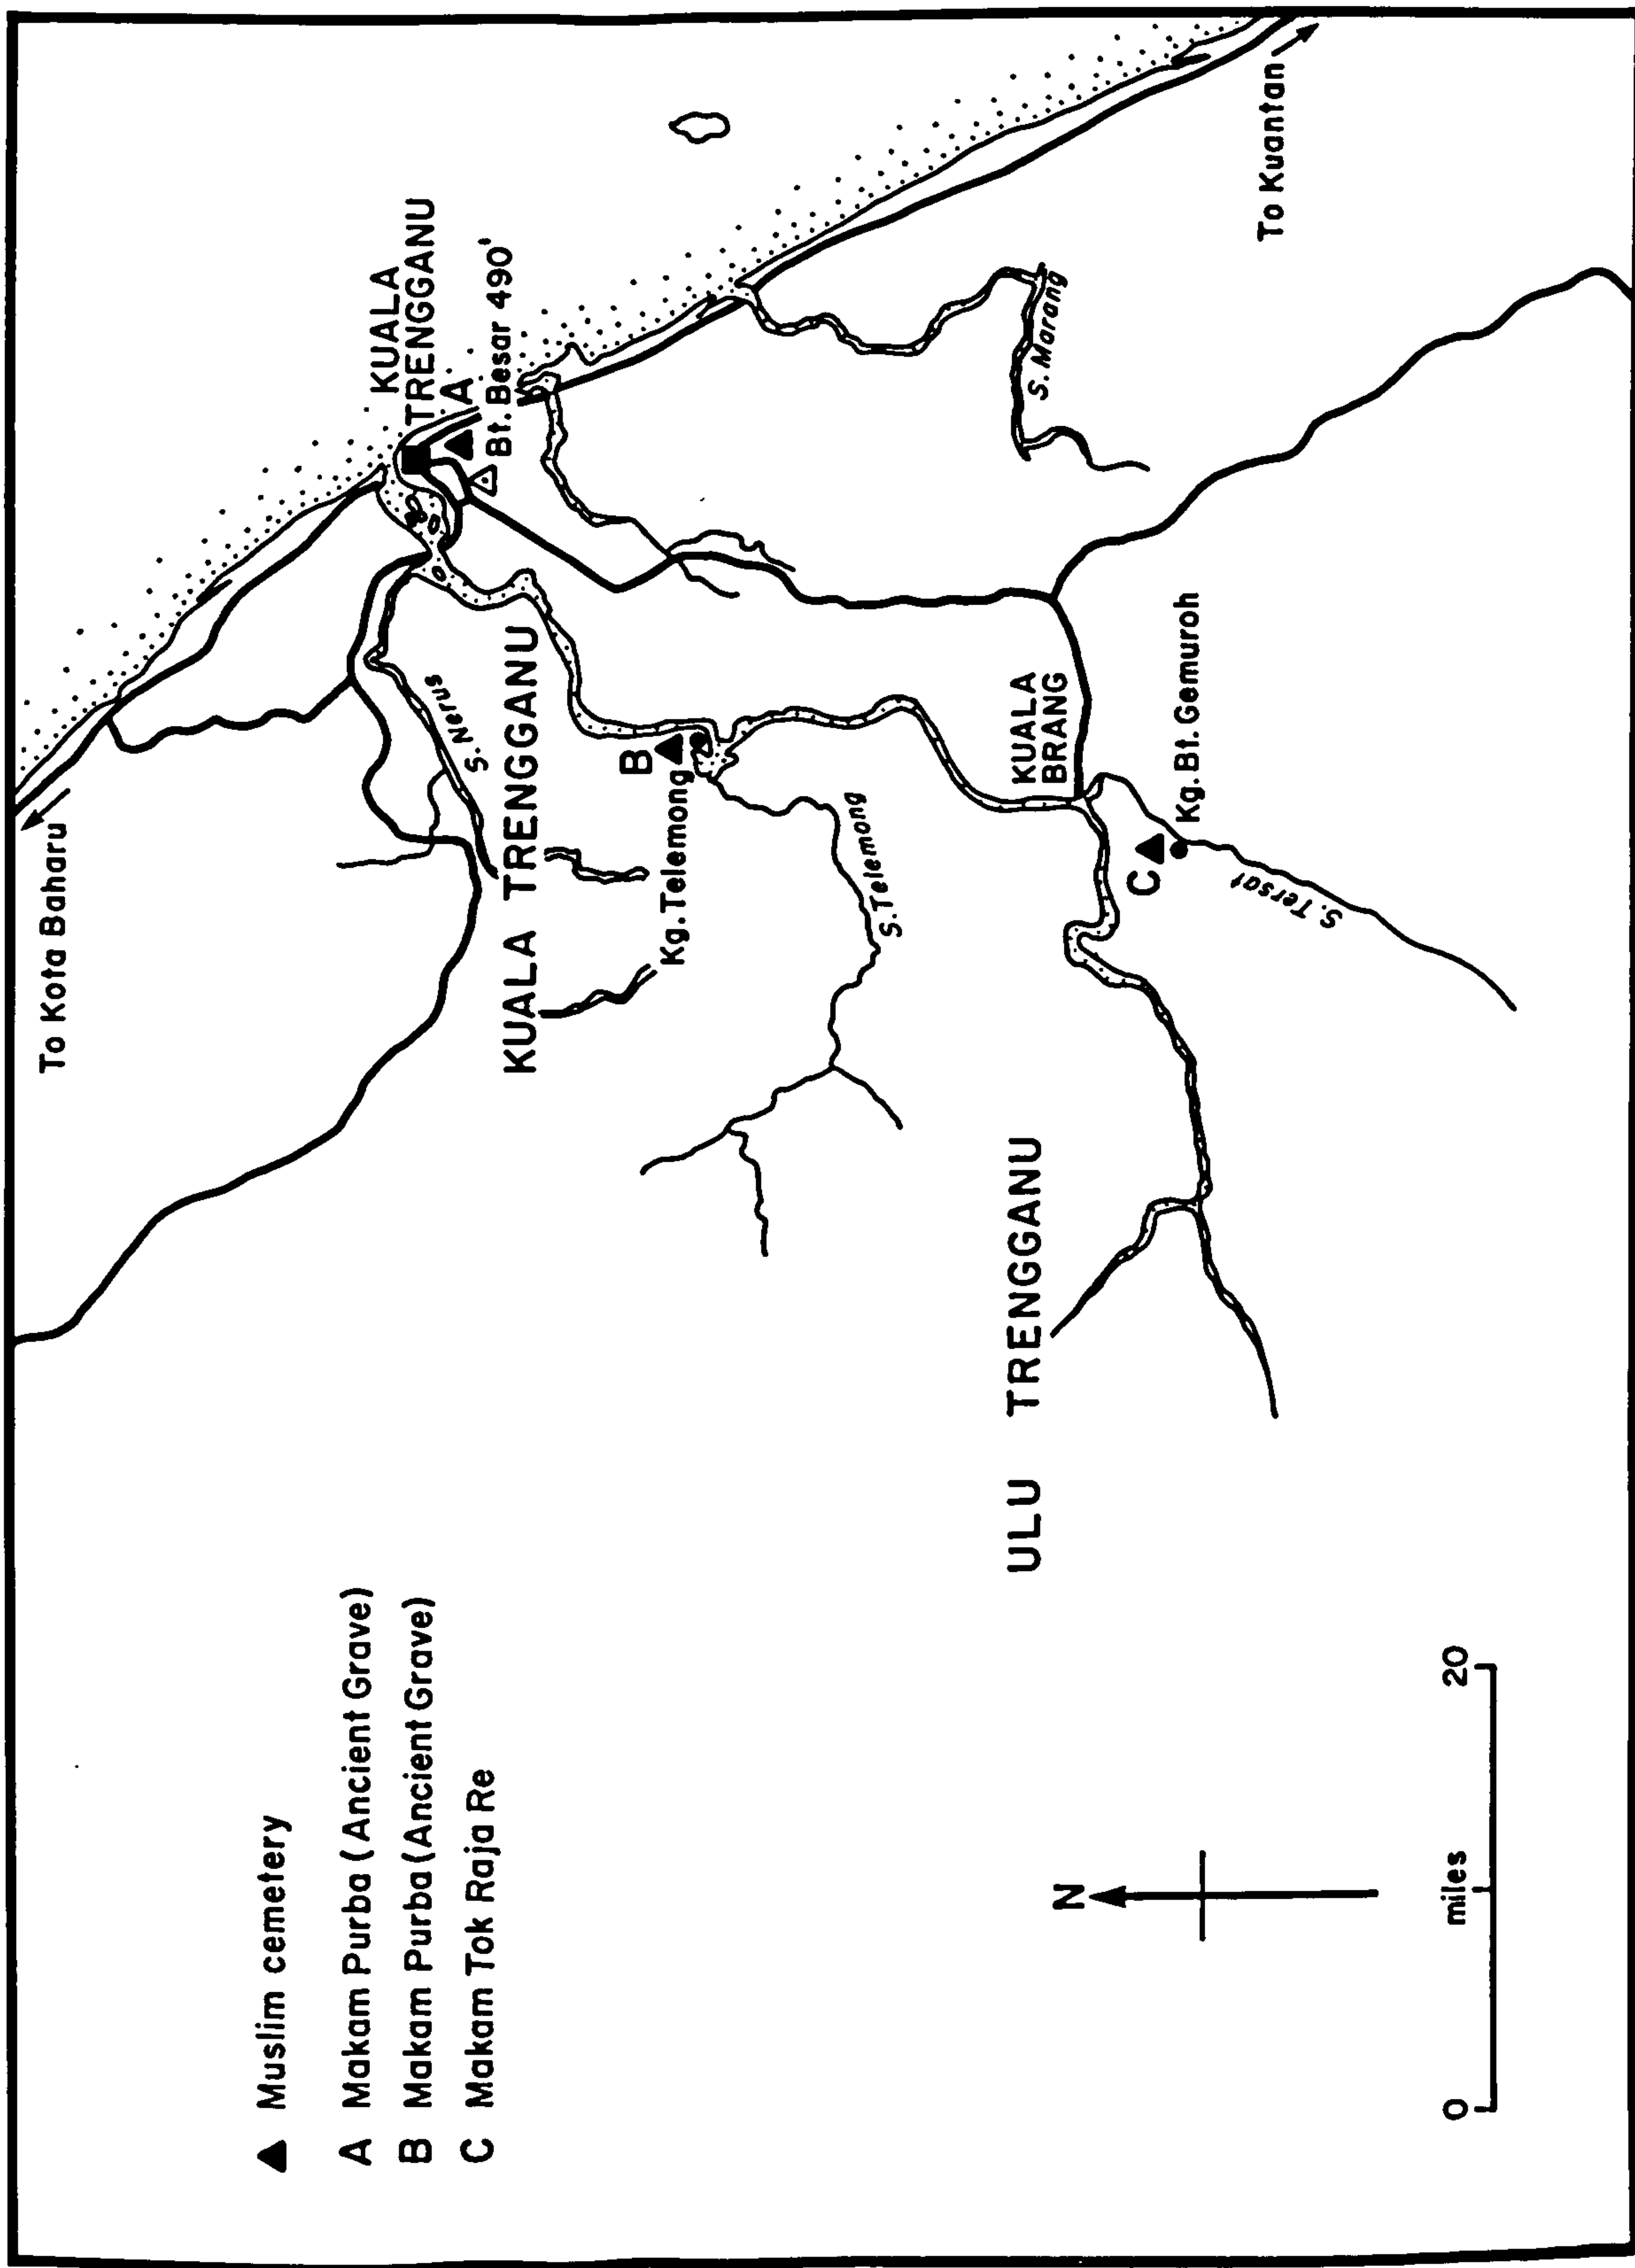 To Kota Baharu
KUALA
TRENGGANU
A
Bt. Besar 490'
S. Nerus
KUALA TRENGGANU
B
Kg. Telemong
S. Telemong
S. Marang
To Kuantan
KUALA
BRANG
C
Kg. Bt. Gemuroh
S. Tersat
ULU TRENGGANU
▲ Muslim cemetery
A Makam Purba (Ancient Grave)
B Makam Purba (Ancient Grave)
C Makam Tok Raja Re
N
0 miles 20